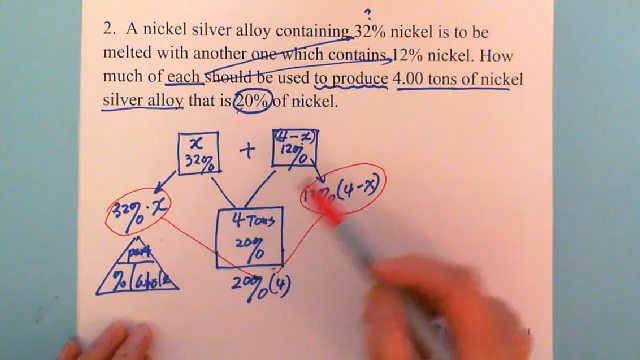 ?
2. A nickel silver alloy containing 32% nickel is to be
melted with another one which contains 12% nickel. How
much of each should be used to produce 4.00 tons of nickel
silver alloy that is 20% of nickel.
x
32%
+
(4-x)
12%
32%·x
12%(4-x)
4 Tons
20%
part
% whole
20%(4)